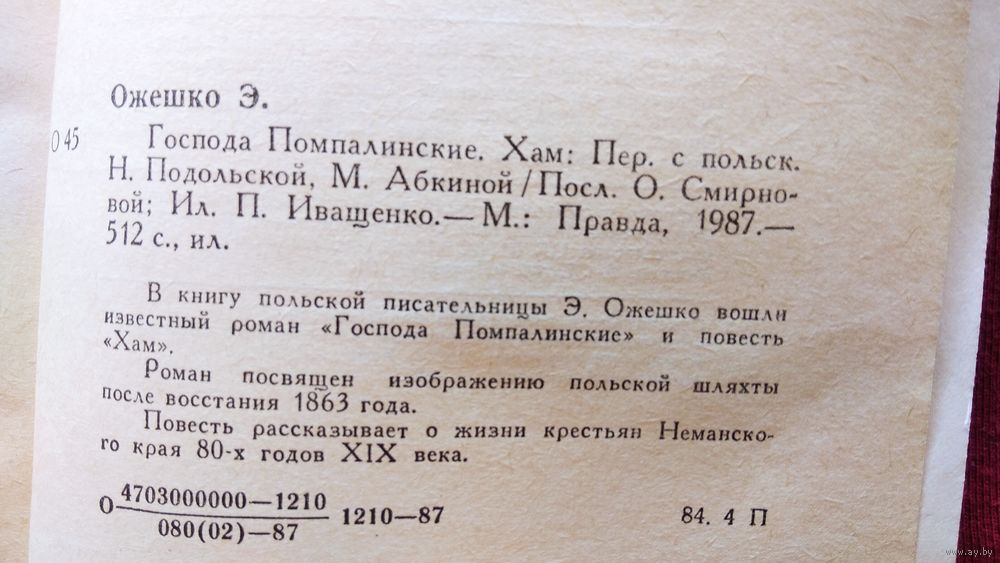 Ожешко Э.
О 45
Господа Помпалинские. Хам: Пер. с польск.
Н. Подольской, М. Абкиной / Посл. О. Смирно-
вой; Ил. П. Иващенко.— М.: Правда, 1987.—
512 с., ил.
В книгу польской писательницы Э. Ожешко вошли
известный роман «Господа Помпалинские» и повесть
«Хам».
Роман посвящен изображению польской шляхты
после восстания 1863 года.
Повесть рассказывает о жизни крестьян Неманско-
го края 80-х годов XIX века.
О 4703000000—1210
080(02)—87
1210—87
84. 4 П
www.ay.by